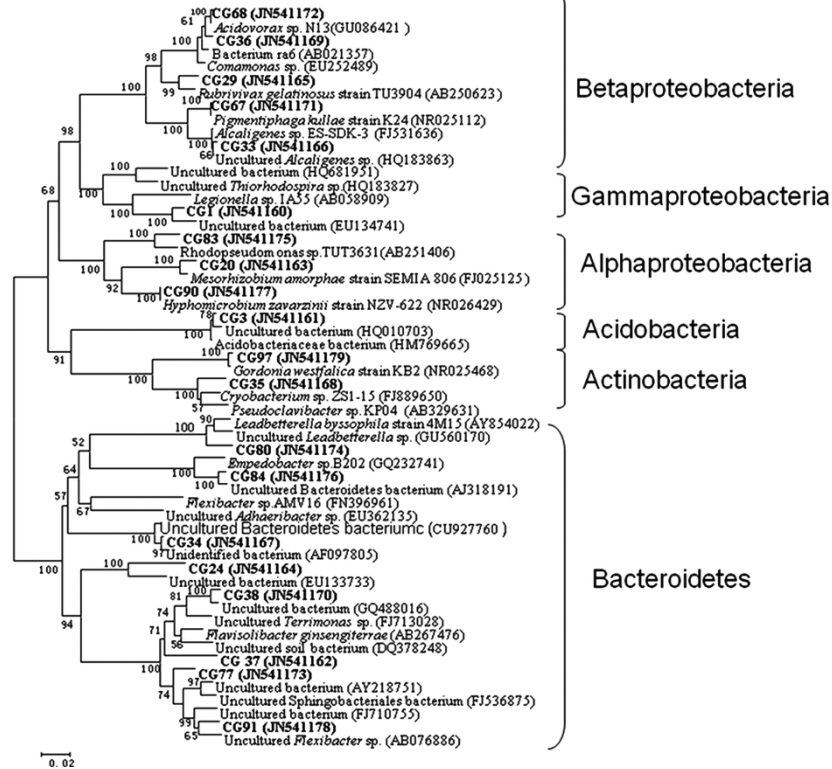 CG68 (JN541172)
Acidovorax sp. N13(GU086421 )
CG36 (JN541169)
Bacterium ra6 (AB021357)
Comamonas sp. (EU252489)
CG29 (JN541165)
Rubrivivax gelatinosus strain TU3904 (AB250623)
CG67 (JN541171)
Pigmentiphaga kullae strain K24 (NR025112)
Alcaligenes sp. ES-SDK-3 (FJ531636)
CG33 (JN541166)
Uncultured Alcaligenes sp. (HQ183863)
Betaproteobacteria
Uncultured bacterium (HQ681951)
Uncultured Thiorhodospira sp.(HQ183827)
Legionella sp. IA55 (AB058909)
CG1 (JN541160)
Uncultured bacterium (EU134741)
Gammaproteobacteria
CG83 (JN541175)
Rhodopseudom onas sp.TUT3631(AB251406)
CG20 (JN541163)
Mesorhizobium amorphae strain SEMIA 806 (FJ025125)
CG90 (JN541177)
Hyphomicrobium zavarzinii strain NZV-622 (NR026429)
Alphaproteobacteria
CG3 (JN541161)
Uncultured bacterium (HQ010703)
Acidobacteriaceae bacterium (HM769665)
Acidobacteria
CG97 (JN541179)
Gordonia westfalica strain KB2 (NR025468)
CG35 (JN541168)
Cryobacterium sp. ZS1-15 (FJ889650)
Pseudoclavibacter sp. KP04 (AB329631)
Actinobacteria
Leadbetterella byssophila strain 4M15 (AY854022)
Uncultured Leadbetterella sp. (GU560170)
CG80 (JN541174)
Empedobacter sp.B202 (GQ232741)
CG84 (JN541176)
Uncultured Bacteroidetes bacterium (AJ318191)
Flexibacter sp.AMV16 (FN396961)
Uncultured Adhaeribacter sp. (EU362135)
Uncultured Bacteroidetes bacteriumc (CU927760 )
CG34 (JN541167)
Unidentified bacterium (AF097805)
CG24 (JN541164)
Uncultured bacterium (EU133733)
CG38 (JN541170)
Uncultured bacterium (GQ488016)
Uncultured Terrimonas sp. (FJ713028)
Flavisolibacter ginsengiterrae (AB267476)
Uncultured soil bacterium (DQ378248)
CG 37 (JN541162)
CG77 (JN541173)
Uncultured bacterium (AY218751)
Uncultured Sphingobacteriales bacterium (FJ536875)
Uncultured bacterium (FJ710755)
CG91 (JN541178)
Uncultured Flexibacter sp. (AB076886)
Bacteroidetes
100
61
100
98
99
100
100
100
66
98
100
100
100
100
68
100
100
100
92
100
78
100
91
100
100
100
57
90
100
52
100
100
64
57
67
100
97
100
100
94
81
100
74
71
56
100
97
74
99
65
0.02